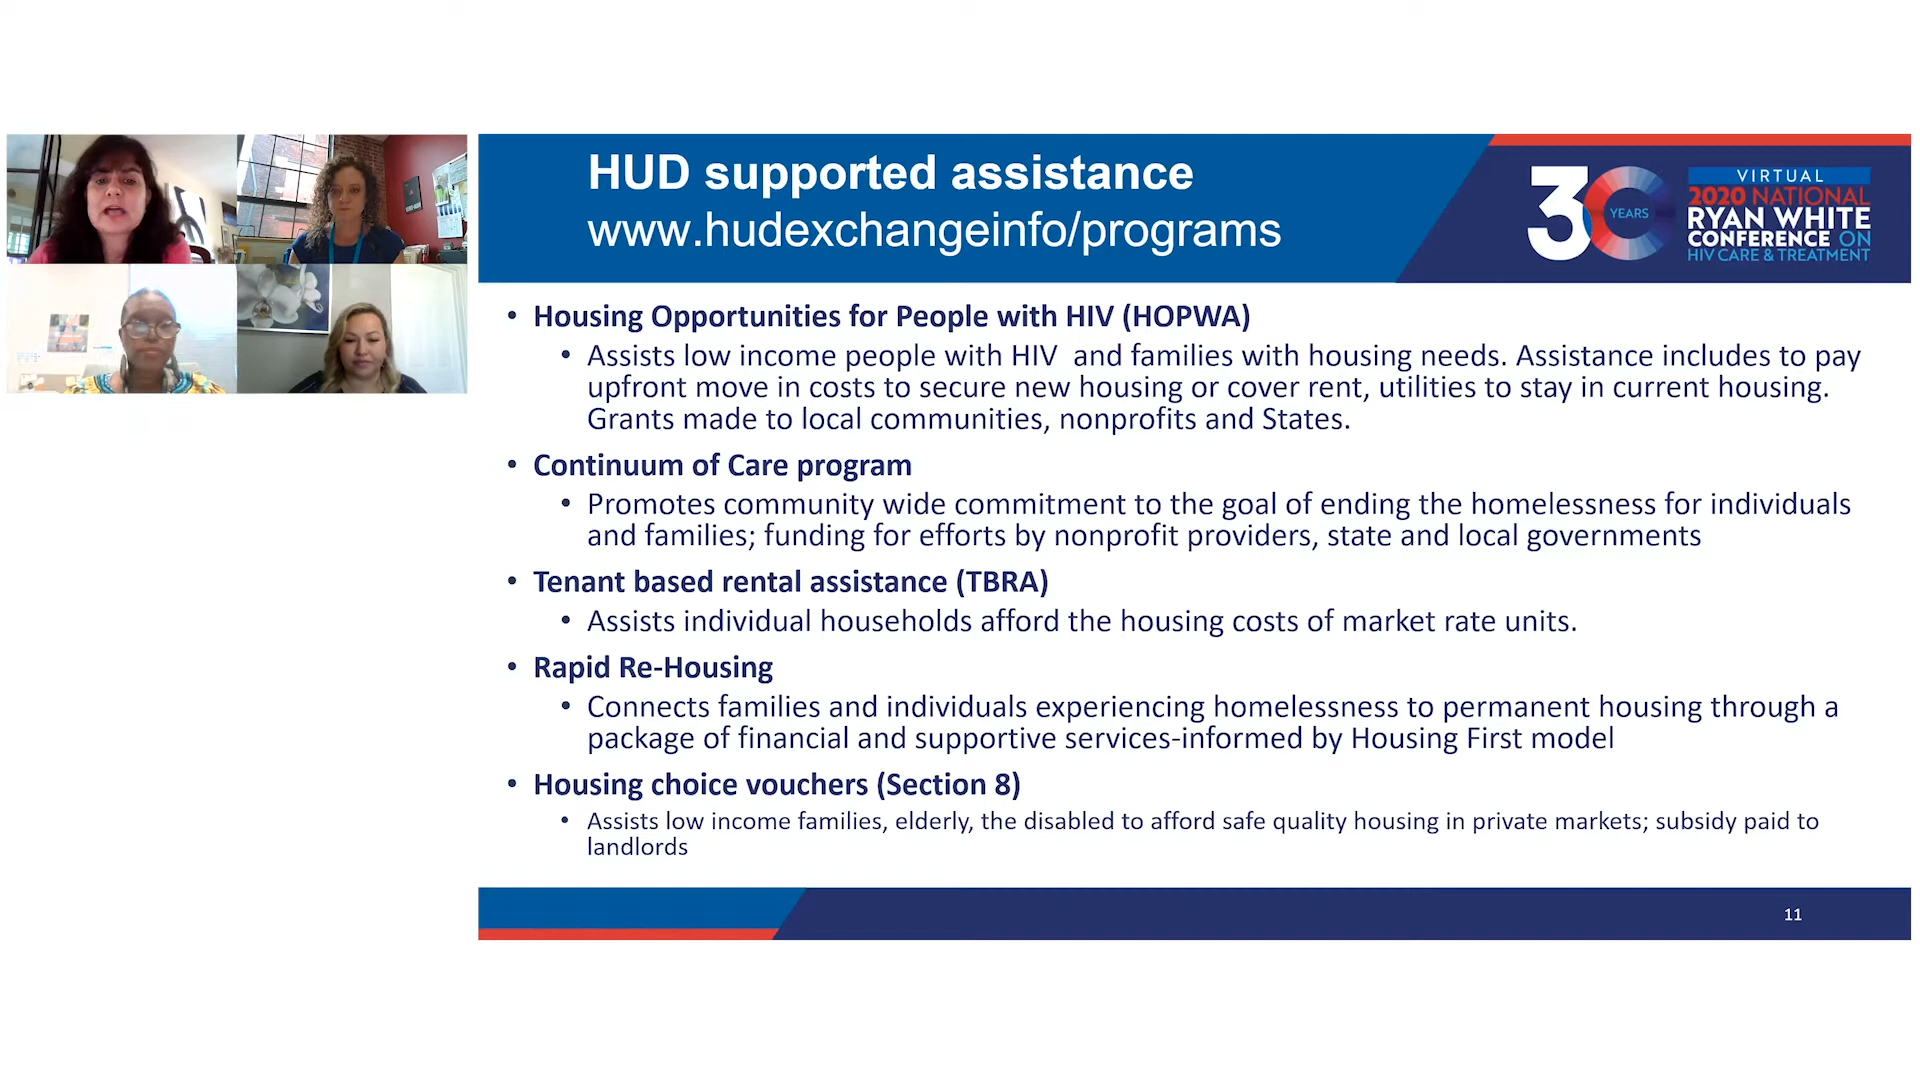 HUD supported assistance
www.hudexchangeinfo/programs
30
YEARS
VIRTUAL
2020 NATIONAL
RYAN WHITE
CONFERENCE ON
HIV CARE & TREATMENT
• Housing Opportunities for People with HIV (HOPWA)
• Assists low income people with HIV and families with housing needs. Assistance includes to pay
upfront move in costs to secure new housing or cover rent, utilities to stay in current housing.
Grants made to local communities, nonprofits and States.
• Continuum of Care program
• Promotes community wide commitment to the goal of ending the homelessness for individuals
and families; funding for efforts by nonprofit providers, state and local governments
• Tenant based rental assistance (TBRA)
• Assists individual households afford the housing costs of market rate units.
• Rapid Re-Housing
• Connects families and individuals experiencing homelessness to permanent housing through a
package of financial and supportive services-informed by Housing First model
• Housing choice vouchers (Section 8)
• Assists low income families, elderly, the disabled to afford safe quality housing in private markets; subsidy paid to
landlords
11